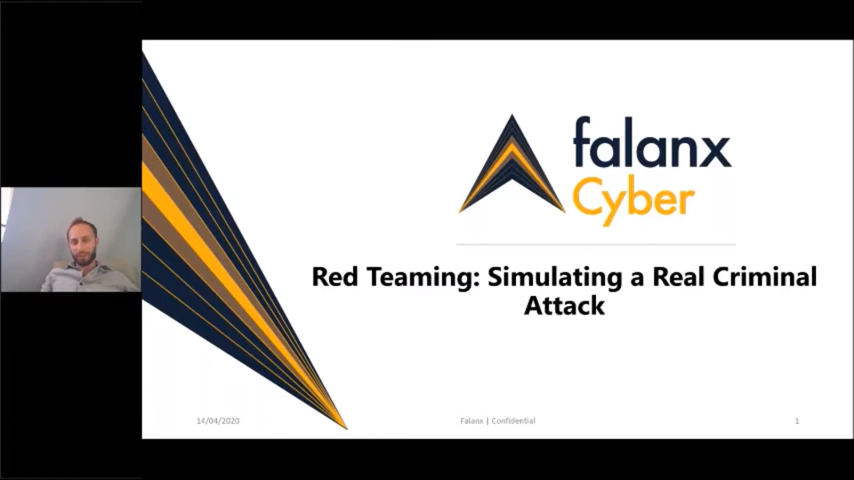 falanx
Cyber
Red Teaming: Simulating a Real Criminal
Attack
14/04/2020
Falanx | Confidential
1